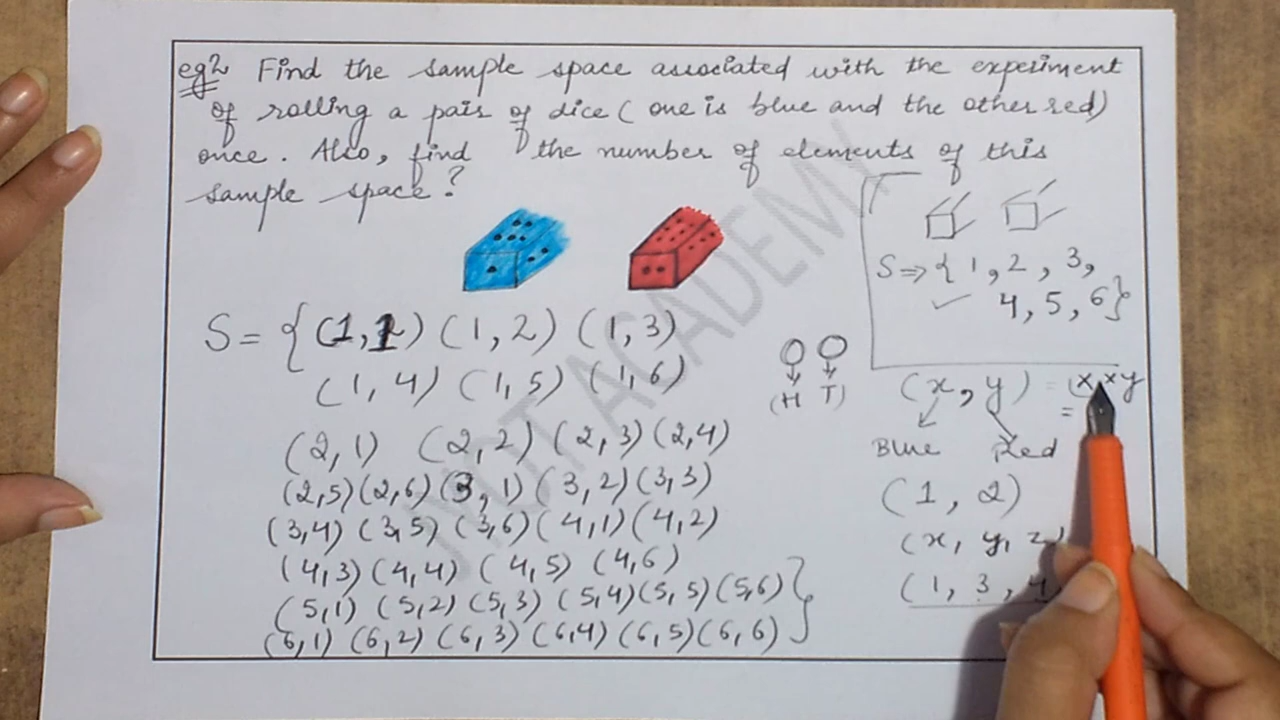 eg2 Find the sample space associated with the experiment
of rolling a pair of dice ( one is blue and the other red)
once. Also, find the number of elements of this
sample space?
S⇒ { 1, 2, 3,
4, 5, 6}
S = { (1,1) (1,2) (1,3)
(1,4) (1,5) (1,6)
(2,1) (2,2) (2,3) (2,4)
(2,5) (2,6) (3,1) (3,2) (3,3)
(3,4) (3,5) (3,6) (4,1) (4,2)
(4,3) (4,4) (4,5) (4,6)
(5,1) (5,2) (5,3) (5,4) (5,5) (5,6)
(6,1) (6,2) (6,3) (6,4) (6,5) (6,6) }
(H T)
(x, y) =
Blue Red
(1, 2)
(x, y, z)
(1, 3, 4
ACADEMY